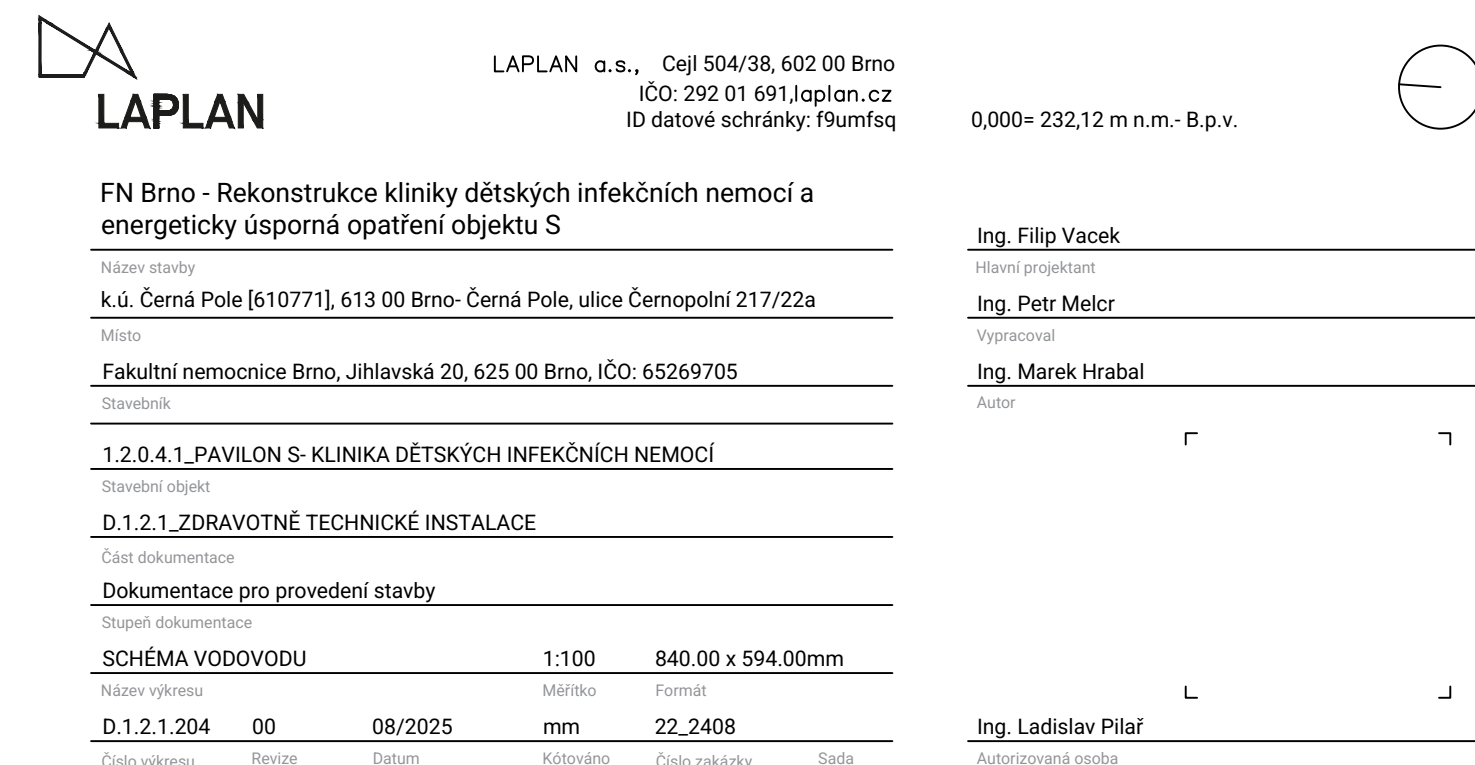 LAPLAN
LAPLAN a.s., Cejl 504/38, 602 00 Brno
IČO: 292 01 691,laplan.cz
ID datové schránky: f9umfsq
0,000= 232,12 m n.m.- B.p.v.
FN Brno - Rekonstrukce kliniky dětských infekčních nemocí a
energeticky úsporná opatření objektu S
Název stavby
k.ú. Černá Pole [610771], 613 00 Brno- Černá Pole, ulice Černopolní 217/22a
Místo
Fakultní nemocnice Brno, Jihlavská 20, 625 00 Brno, IČO: 65269705
Stavebník
1.2.0.4.1_PAVILON S- KLINIKA DĚTSKÝCH INFEKČNÍCH NEMOCÍ
Stavební objekt
D.1.2.1_ZDRAVOTNĚ TECHNICKÉ INSTALACE
Část dokumentace
Dokumentace pro provedení stavby
Stupeň dokumentace
SCHÉMA VODOVODU 1:100 840.00 x 594.00mm
Název výkresu Měřítko Formát
D.1.2.1.204 00 08/2025 mm 22_2408
Číslo výkresu Revize Datum Kótováno Číslo zakázky Sada
Ing. Filip Vacek
Hlavní projektant
Ing. Petr Melcr
Vypracoval
Ing. Marek Hrabal
Autor
Ing. Ladislav Pilař
Autorizovaná osoba